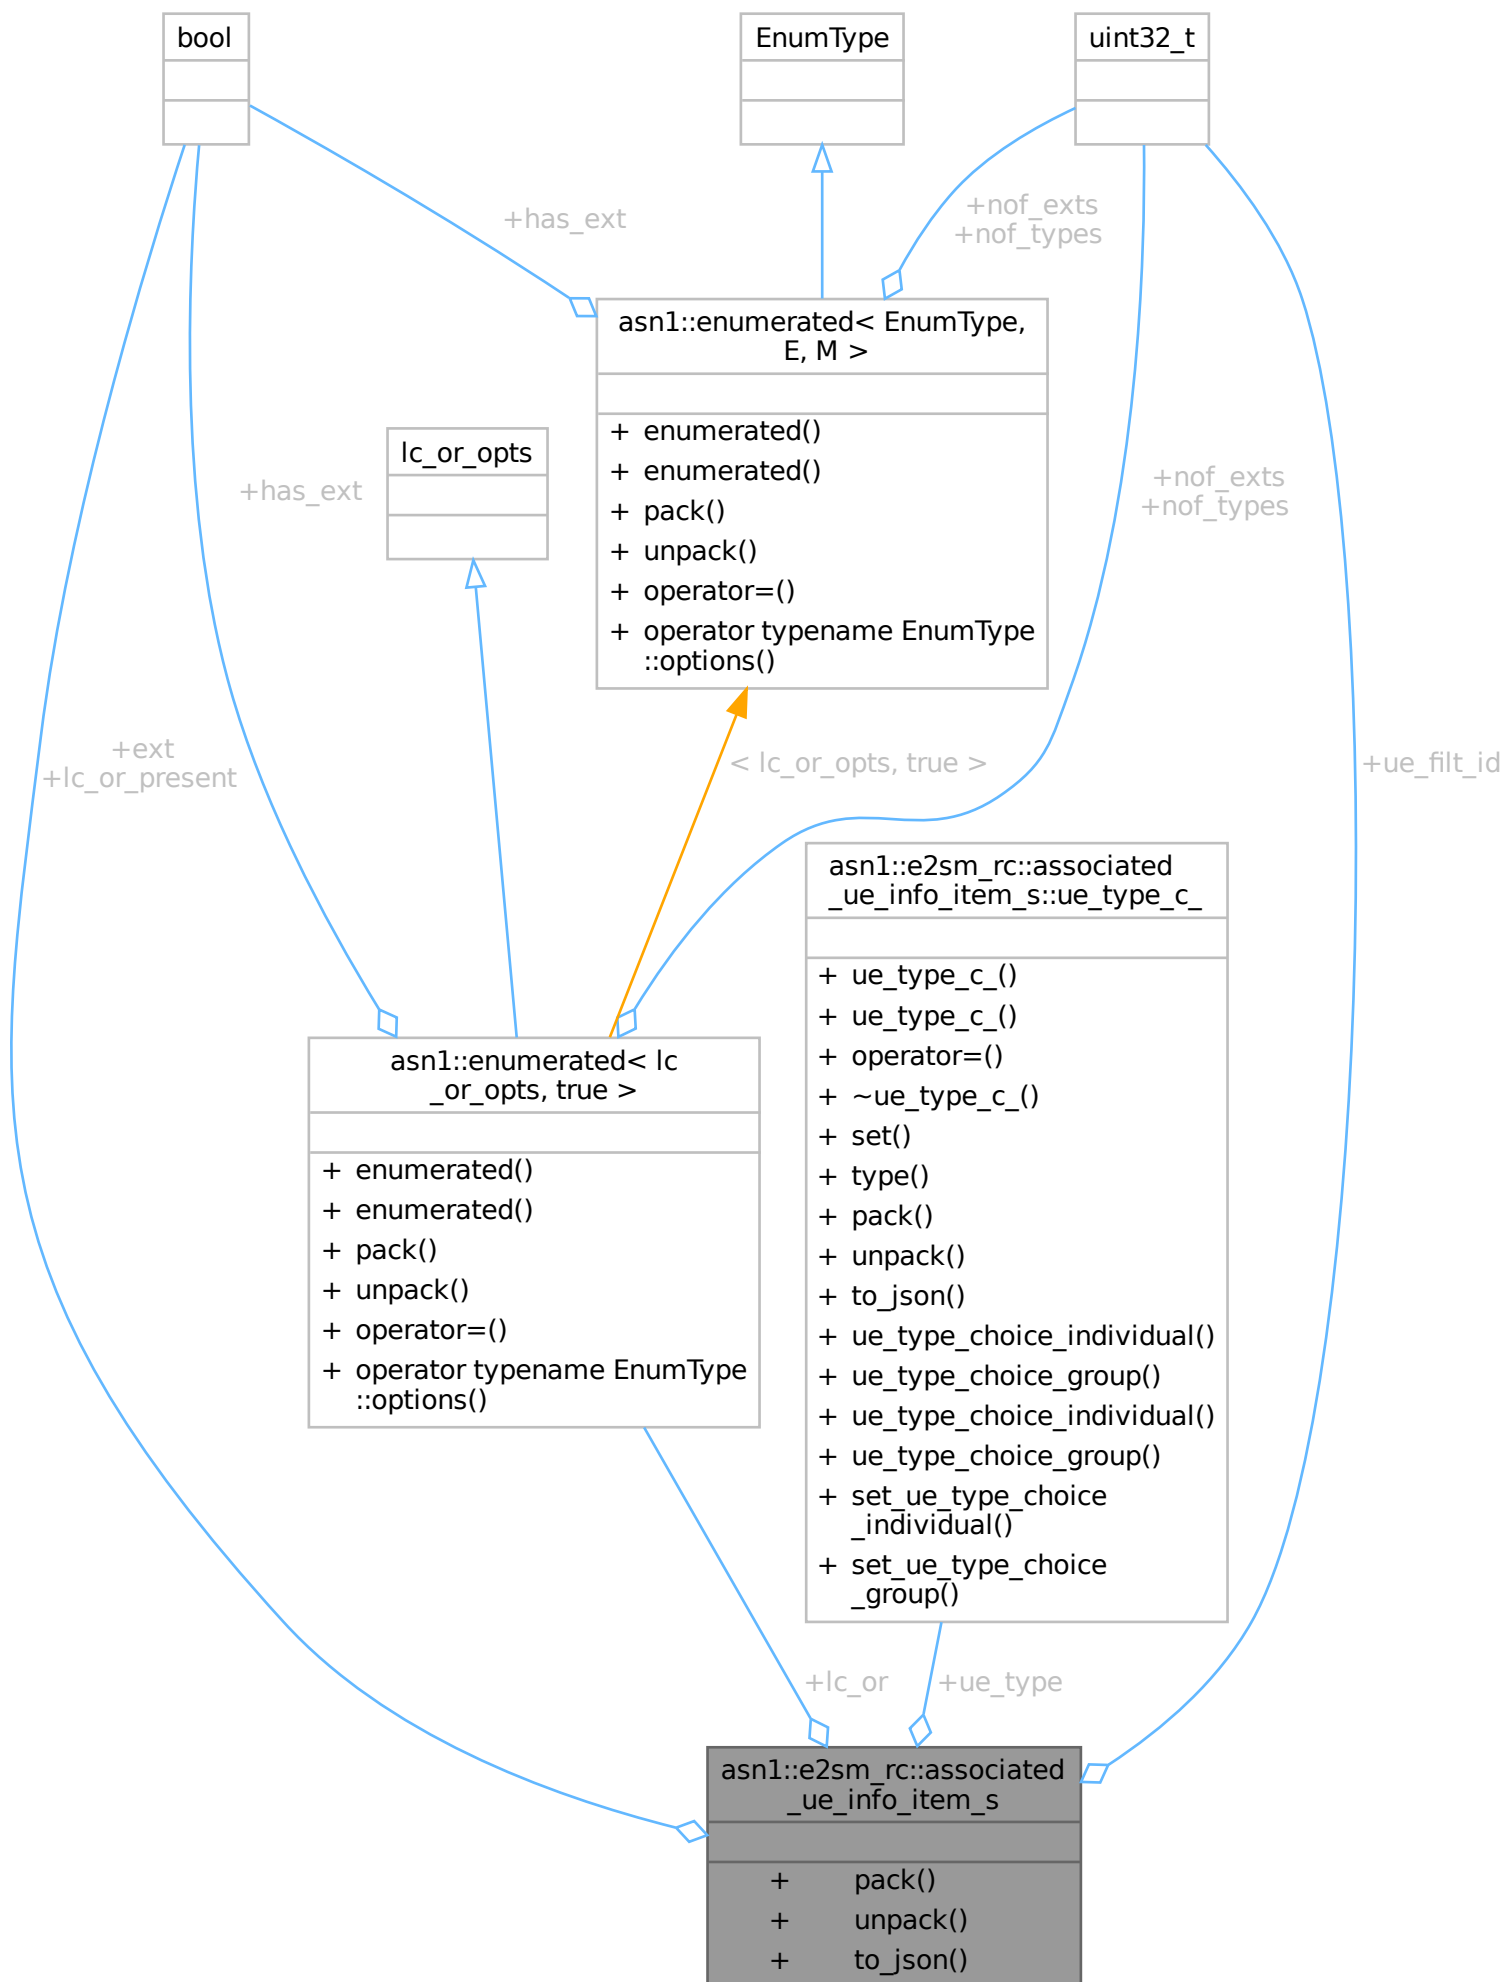 bool
EnumType
uint32_t
+has_ext
+nof_exts
+nof_types
asn1::enumerated< EnumType,
E, M >
+ enumerated()
+ enumerated()
+ pack()
+ unpack()
+ operator=()
+ operator typename EnumType
::options()
lc_or_opts
+has_ext
+nof_exts
+nof_types
+ext
+lc_or_present
< lc_or_opts, true >
+ue_filt_id
asn1::e2sm_rc::associated
_ue_info_item_s::ue_type_c_
+ ue_type_c_()
+ ue_type_c_()
+ operator=()
+ ~ue_type_c_()
+ set()
+ type()
+ pack()
+ unpack()
+ to_json()
+ ue_type_choice_individual()
+ ue_type_choice_group()
+ ue_type_choice_individual()
+ ue_type_choice_group()
+ set_ue_type_choice
_individual()
+ set_ue_type_choice
_group()
asn1::enumerated< lc
_or_opts, true >
+ enumerated()
+ enumerated()
+ pack()
+ unpack()
+ operator=()
+ operator typename EnumType
::options()
+lc_or
+ue_type
asn1::e2sm_rc::associated
_ue_info_item_s
+ pack()
+ unpack()
+ to_json()